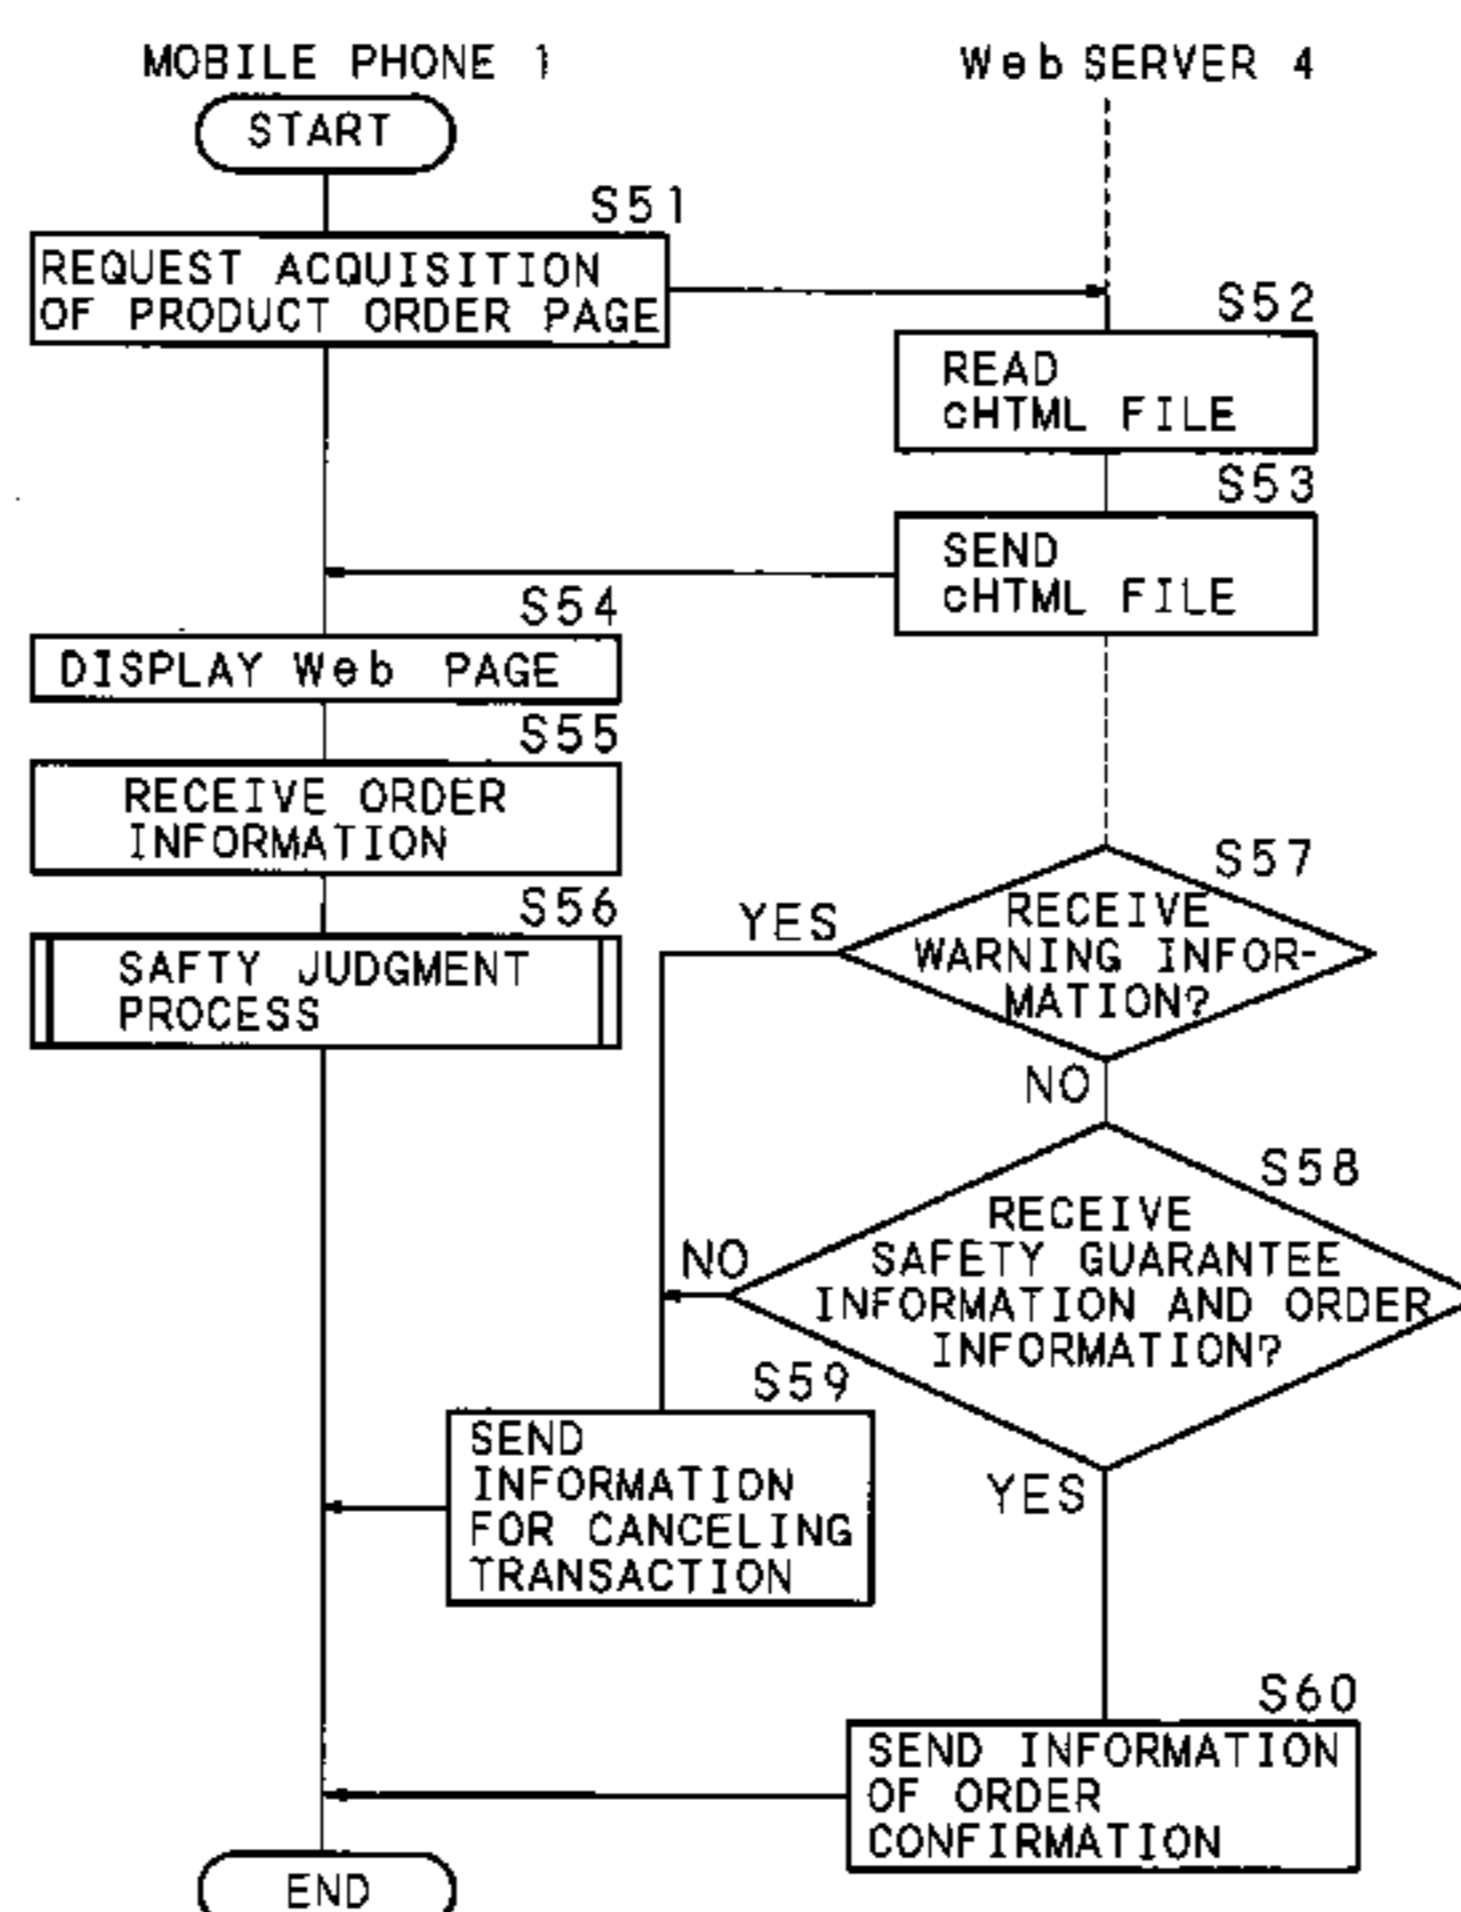 MOBILE PHONE 1
Web SERVER 4
START
S51
REQUEST ACQUISITION
OF PRODUCT ORDER PAGE
S52
READ
cHTML FILE
S53
SEND
cHTML FILE
S54
DISPLAY Web PAGE
S55
RECEIVE ORDER
INFORMATION
S56
SAFTY JUDGMENT
PROCESS
S57
RECEIVE
WARNING INFOR-
MATION?
YES
NO
S58
RECEIVE
SAFETY GUARANTEE
INFORMATION AND ORDER
INFORMATION?
NO
YES
S59
SEND
INFORMATION
FOR CANCELING
TRANSACTION
S60
SEND INFORMATION
OF ORDER
CONFIRMATION
END